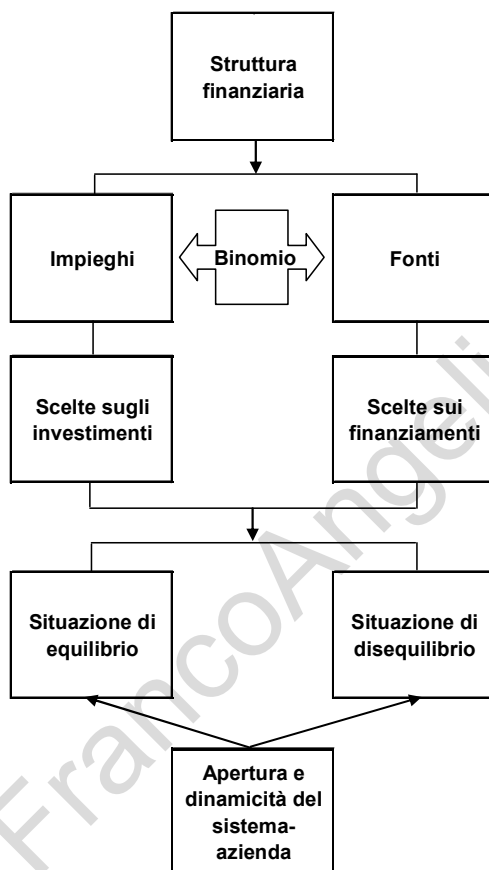 Struttura
finanziaria
Impieghi
Binomio
Fonti
Scelte sugli
investimenti
Scelte sui
finanziamenti
Situazione di
equilibrio
Situazione di
disequilibrio
Apertura e
dinamicità del
sistema-
azienda
FrancoAngeli